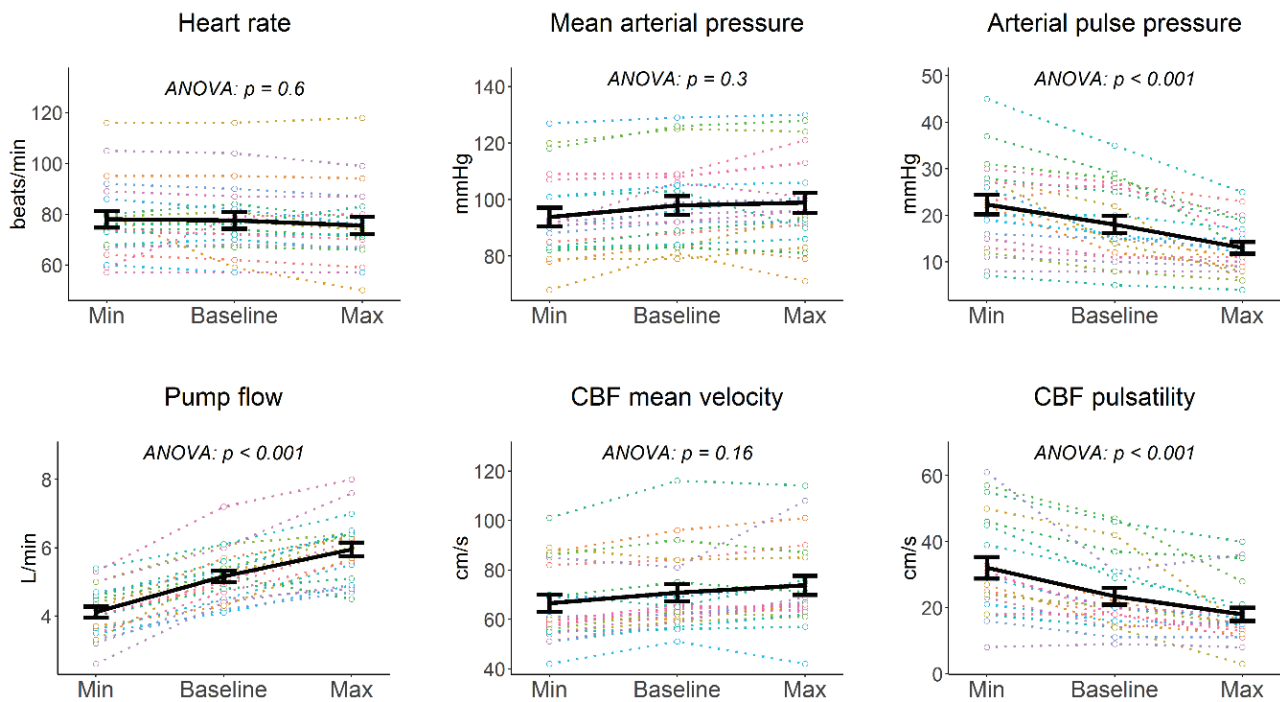 Heart rate
Mean arterial pressure
Arterial pulse pressure
ANOVA: p = 0.6
ANOVA: p = 0.3
ANOVA: p < 0.001
beats/min
120
100
80
60
Min Baseline Max
mmHg
140
120
100
80
Min Baseline Max
mmHg
50
40
30
20
10
Min Baseline Max
Pump flow
CBF mean velocity
CBF pulsatility
ANOVA: p < 0.001
ANOVA: p = 0.16
ANOVA: p < 0.001
L/min
8
6
4
Min Baseline Max
cm/s
120
100
80
60
40
Min Baseline Max
cm/s
60
40
20
0
Min Baseline Max